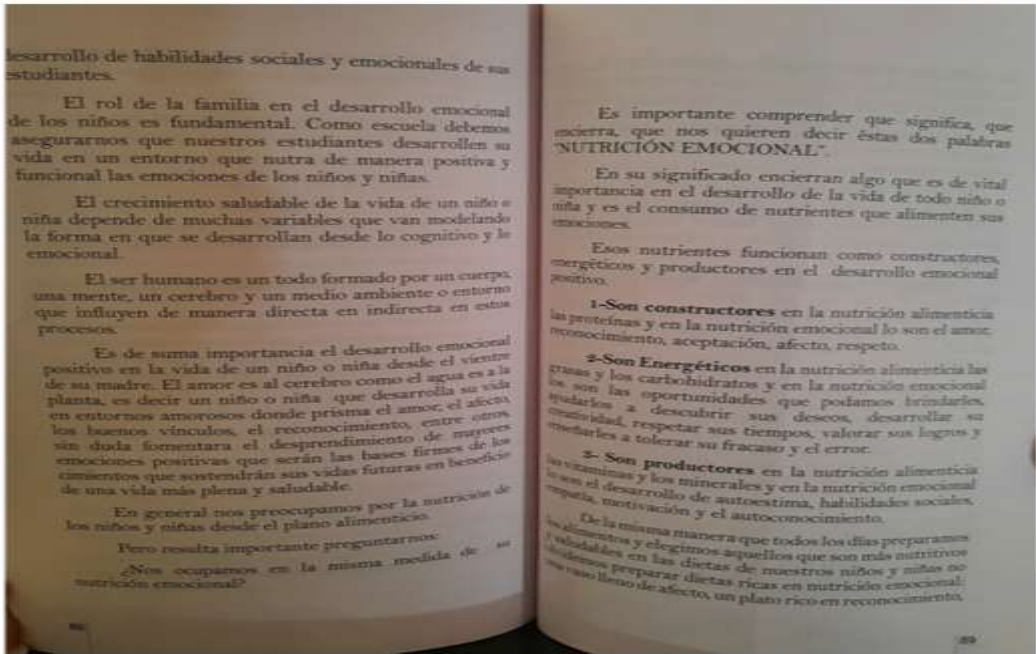 desarrollo de habilidades sociales y emocionales de sus
estudiantes.
El rol de la familia en el desarrollo emocional
de los niños es fundamental. Como escuela debemos
asegurarnos que nuestros estudiantes desarrollen su
vida en un entorno que nutra de manera positiva y
funcional las emociones de los niños y niñas.
El crecimiento saludable de la vida de un niño o
niña depende de muchas variables que van modelando
la forma en que se desarrollan desde lo cognitivo y lo
emocional.
El ser humano es un todo formado por un cuerpo,
una mente, un cerebro y un medio ambiente o entorno
que influyen de manera directa en indirecta en estos
procesos.
Es de suma importancia el desarrollo emocional
positivo en la vida de un niño o niña desde el vientre
de su madre. El amor es al cerebro como el agua es a la
planta, es decir un niño o niña que desarrolla su vida
en entornos amorosos donde prisma el amor, el afecto,
los buenos vínculos, el reconocimiento, entre otros,
sin duda fomentara el desprendimiento de mayores
emociones positivas que serán las bases firmes de los
cimientos que sostendrán sus vidas futuras en beneficio
de una vida más plena y saludable.
En general nos preocupamos por la nutrición de
los niños y niñas desde el plano alimenticio.
Pero resulta importante preguntarnos:
¿Nos ocupamos en la misma medida de su
nutrición emocional?
Es importante comprender que significa, que
encierra, que nos quieren decir éstas dos palabras
"NUTRICIÓN EMOCIONAL".
En su significado encierran algo que es de vital
importancia en el desarrollo de la vida de todo niño o
niña y es el consumo de nutrientes que alimenten sus
emociones.
Esos nutrientes funcionan como constructores,
energéticos y productores en el desarrollo emocional
positivo.
1-Son constructores en la nutrición alimenticia
las proteínas y en la nutrición emocional lo son el amor,
reconocimiento, aceptación, afecto, respeto.
2-Son Energéticos en la nutrición alimenticia las
grasas y los carbohidratos y en la nutrición emocional
los son las oportunidades que podamos brindarles,
ayudarlos a descubrir sus deseos, desarrollar su
creatividad, respetar sus tiempos, valorar sus logros y
enseñarles a tolerar su fracaso y el error.
3- Son productores en la nutrición alimenticia
las vitaminas y los minerales y en la nutrición emocional
lo son el desarrollo de autoestima, habilidades sociales,
empatía, motivación y el autoconocimiento.
De la misma manera que todos los días preparamos
los alimentos y elegimos aquellos que son más nutritivos
y saludables en las dietas de nuestros niños y niñas no
olvidemos preparar dietas ricas en nutrición emocional:
un vaso lleno de afecto, un plato rico en reconocimiento,
89